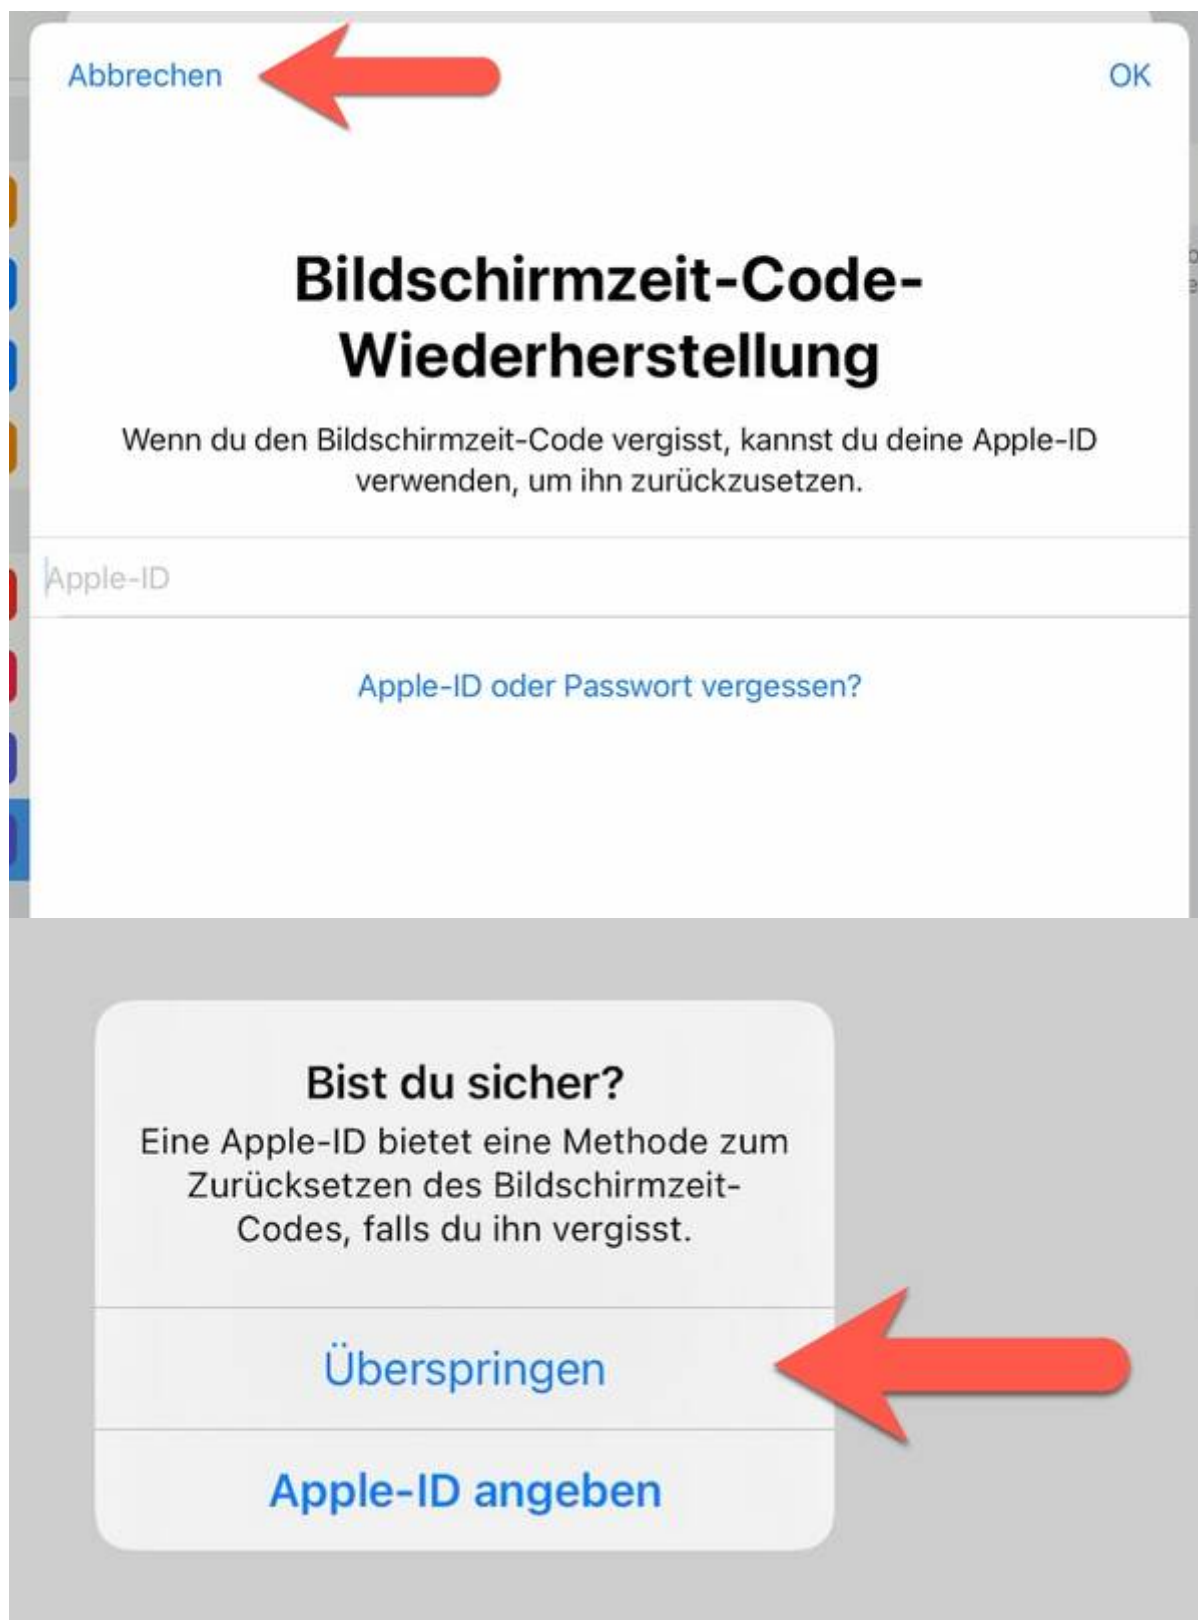 Abbrechen
OK
Bildschirmzeit-Code-
Wiederherstellung
Wenn du den Bildschirmzeit-Code vergisst, kannst du deine Apple-ID
verwenden, um ihn zurückzusetzen.
Apple-ID
Apple-ID oder Passwort vergessen?
Bist du sicher?
Eine Apple-ID bietet eine Methode zum
Zurücksetzen des Bildschirmzeit-
Codes, falls du ihn vergisst.
Überspringen
Apple-ID angeben